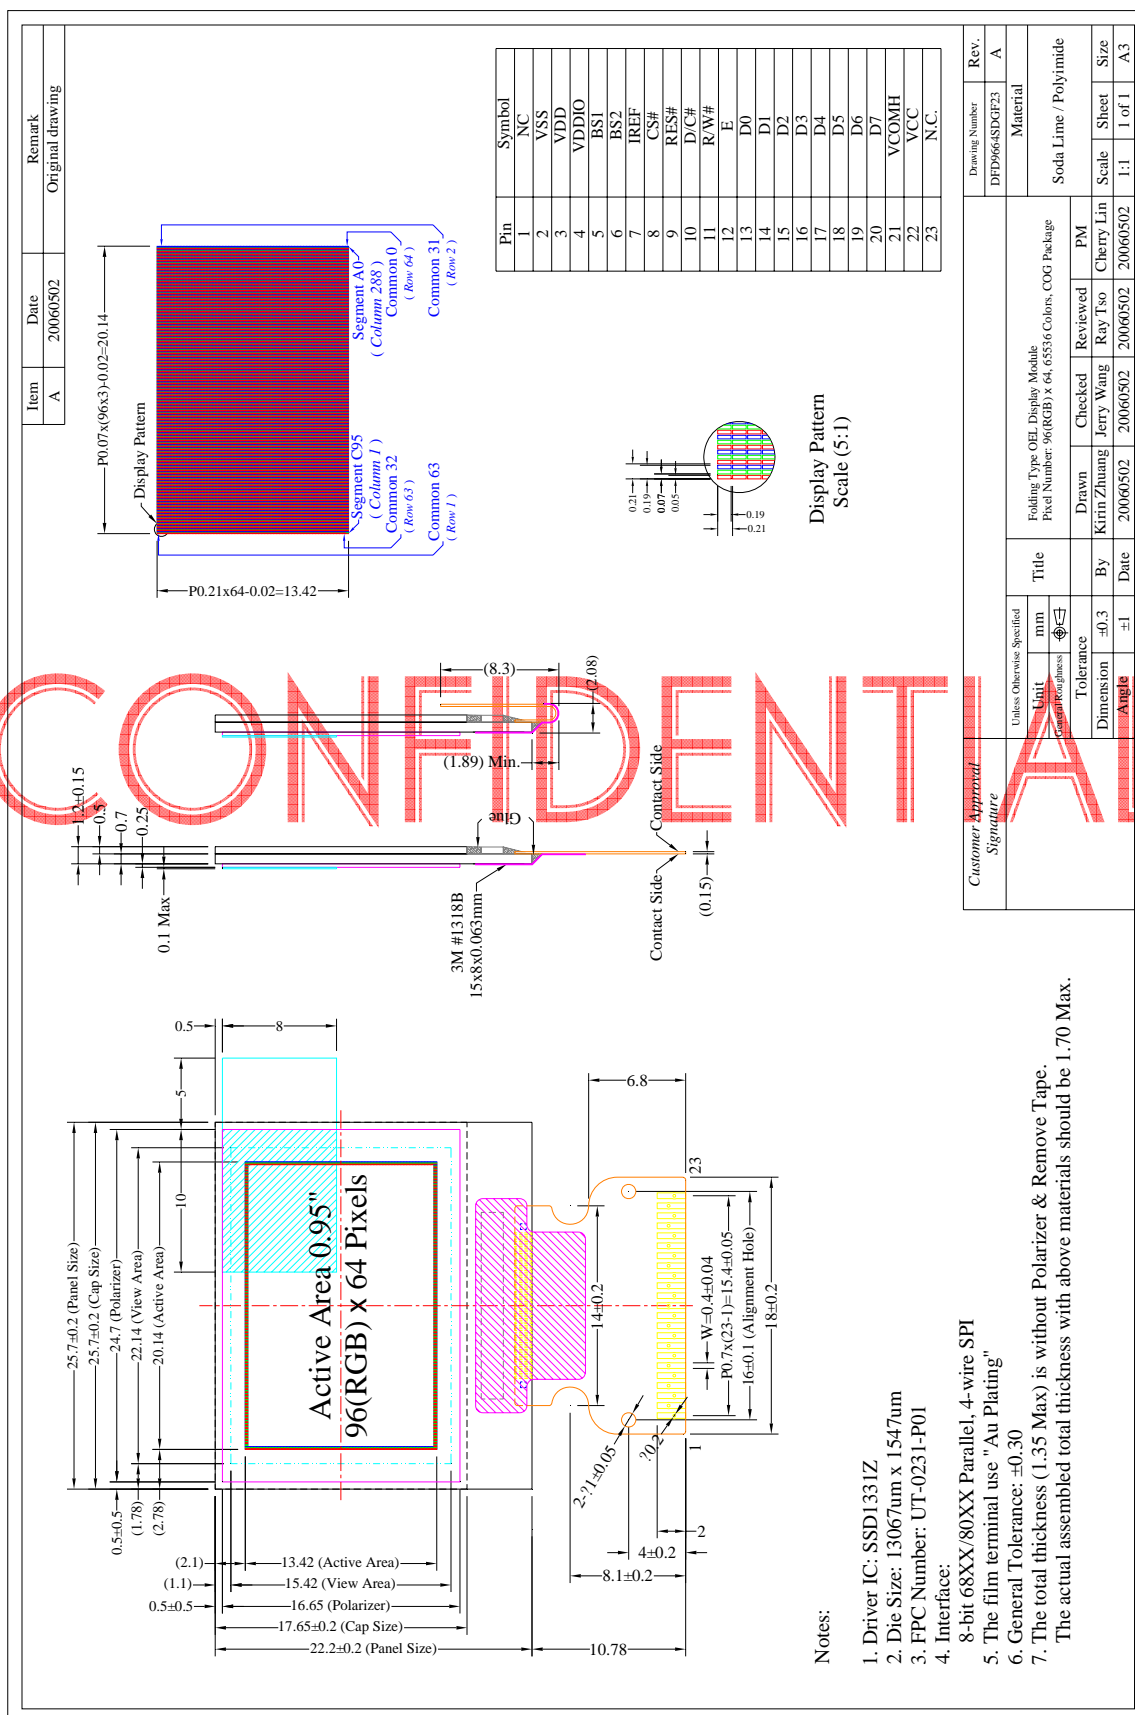 Item Date Remark
A 20060502 Original drawing
P0.07x(96x3)-0.02=20.14
Display Pattern
P0.21x64-0.02=13.42
Segment A0
( Column 288 )
Common 0
( Row 64 )
Common 31
( Row 2 )
Segment C95
( Column 1 )
Common 32
( Row 63 )
Common 63
( Row 1 )
Pin Symbol
1 NC
2 VSS
3 VDD
4 VDDIO
5 BS1
6 BS2
7 IREF
8 CS#
9 RES#
10 D/C#
11 R/W#
12 E
13 D0
14 D1
15 D2
16 D3
17 D4
18 D5
19 D6
20 D7
21 VCOMH
22 VCC
23 N.C.
0.21
0.19
0.07
0.05
0.19
0.21
Display Pattern
Scale (5:1)
CONFIDENTIAL
(8.3)
(2.08)
(1.89) Min.
1.2±0.15
0.5
0.7
0.25
0.1 Max
Glue
3M #1318B
15x8x0.063mm
Contact Side
Contact Side
(0.15)
0.5
8
5
10
25.7±0.2 (Panel Size)
25.7±0.2 (Cap Size)
24.7 (Polarizer)
22.14 (View Area)
20.14 (Active Area)
0.5±0.5
(1.78)
(2.78)
Active Area 0.95"
96(RGB) x 64 Pixels
(2.1)
13.42 (Active Area)
(1.1)
15.42 (View Area)
0.5±0.5
16.65 (Polarizer)
17.65±0.2 (Cap Size)
22.2±0.2 (Panel Size)
10.78
6.8
14±0.2
23
1
W=0.4±0.04
P0.7x(23-1)=15.4±0.05
16±0.1 (Alignment Hole)
18±0.2
2-?1±0.05
?0.2
2
4±0.2
8.1±0.2
Notes:
1. Driver IC: SSD1331Z
2. Die Size: 13067um x 1547um
3. FPC Number: UT-0231-P01
4. Interface:
8-bit 68XX/80XX Parallel, 4-wire SPI
5. The film terminal use "Au Plating"
6. General Tolerance: ±0.30
7. The total thickness (1.35 Max) is without Polarizer & Remove Tape.
The actual assembled total thickness with above materials should be 1.70 Max.
Customer Approval
Signature
Unless Otherwise Specified
Unit mm
General Roughness
Tolerance
Dimension ±0.3
Angle ±1
Title
Folding Type OEL Display Module
Pixel Number: 96(RGB) x 64, 65536 Colors, COG Package
Drawing Number Rev.
DFD9664SDGF23 A
Material
Soda Lime / Polyimide
Drawn Checked Reviewed PM
By Kirin Zhuang Jerry Wang Ray Tso Cherry Lin
Date 20060502 20060502 20060502 20060502
Scale Sheet Size
1:1 1 of 1 A3